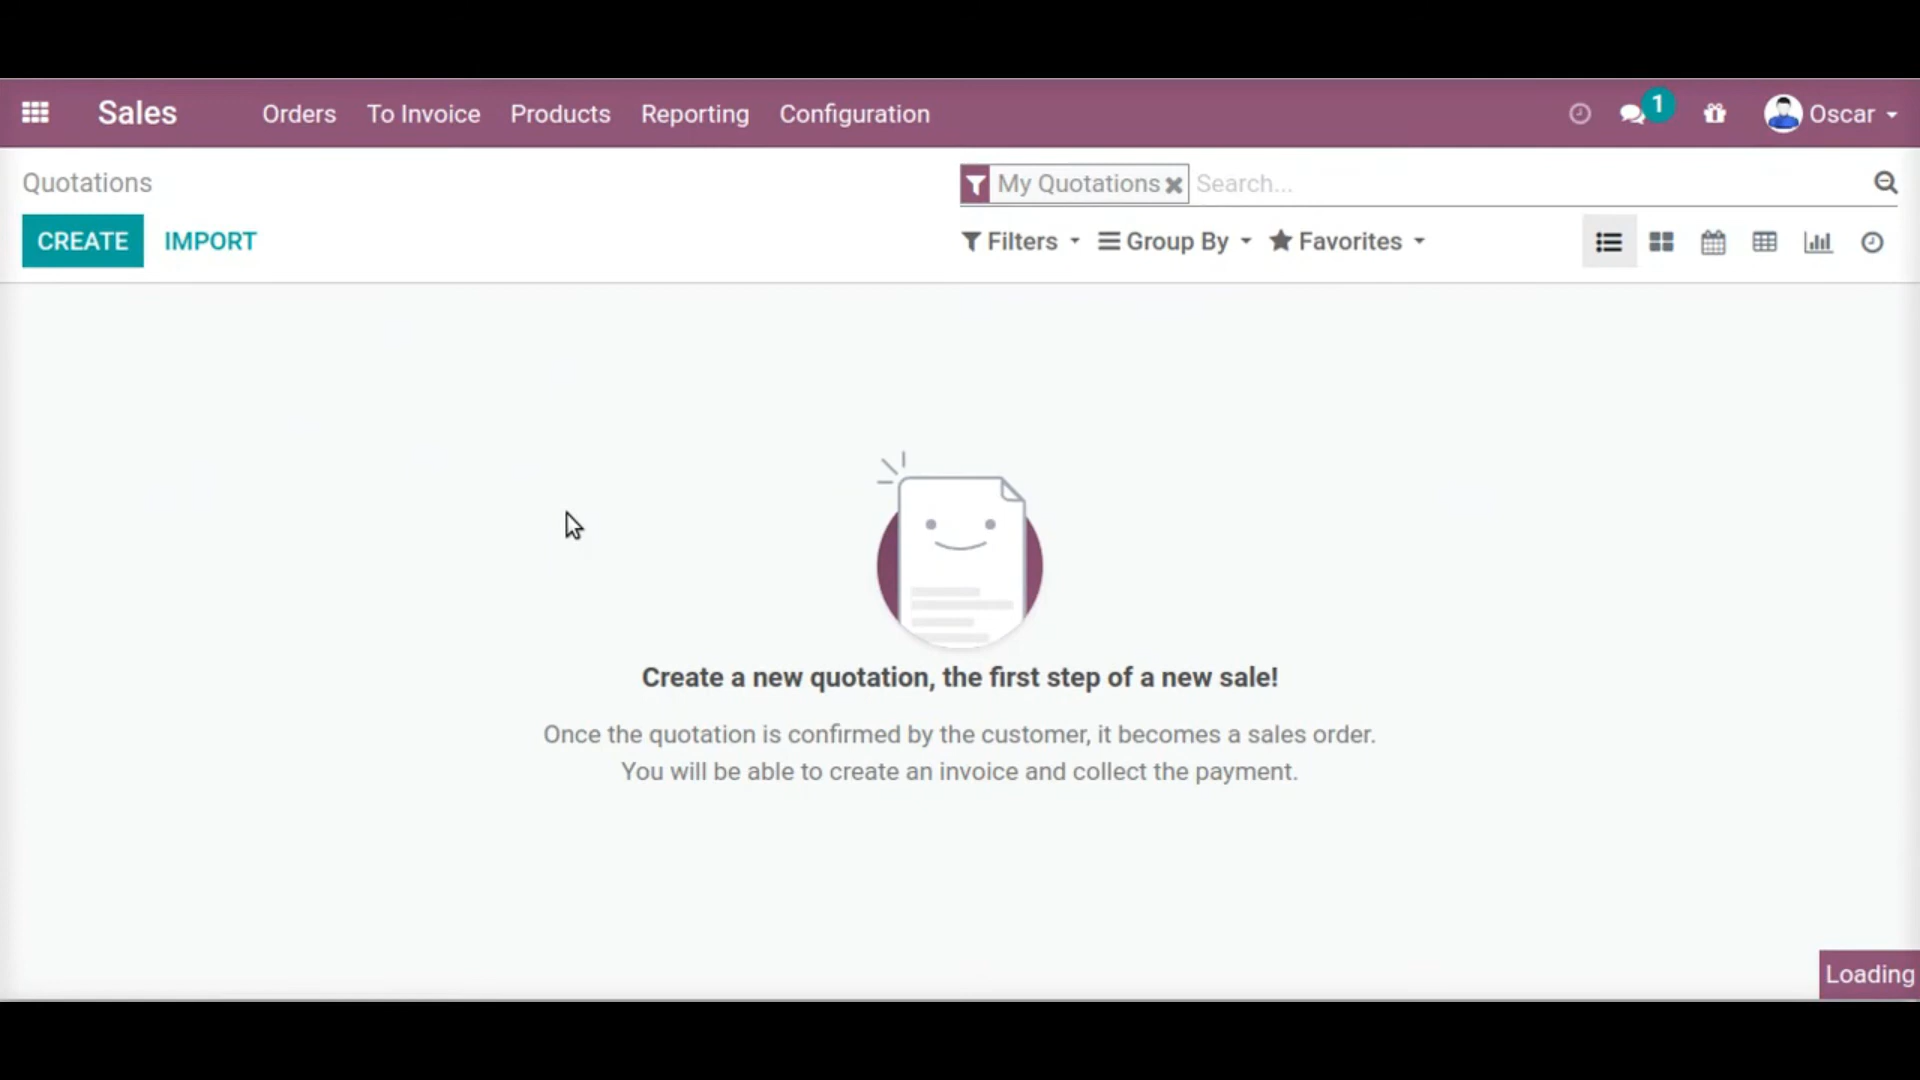 Sales Orders To Invoice Products Reporting Configuration 1 Oscar
Quotations My Quotations Search...
CREATE IMPORT Filters Group By Favorites
Create a new quotation, the first step of a new sale!
Once the quotation is confirmed by the customer, it becomes a sales order.
You will be able to create an invoice and collect the payment.
Loading